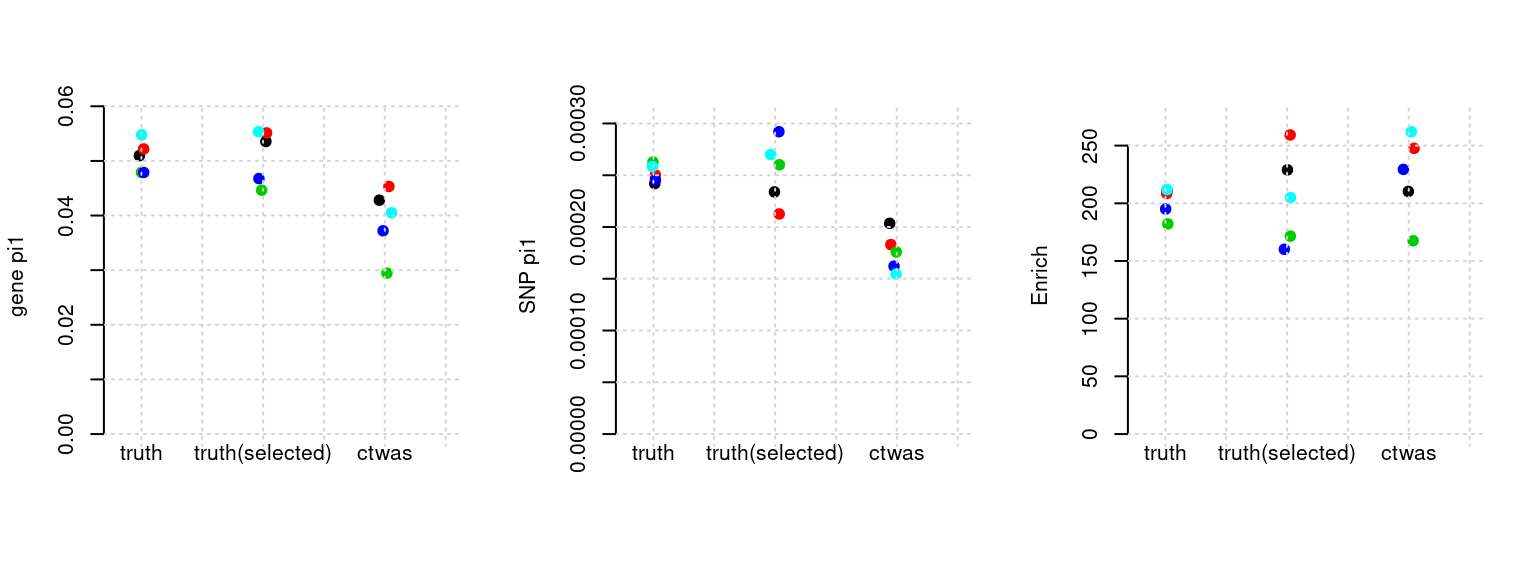 gene pi1
0.06
0.04
0.02
0.00
truth truth(selected) ctwas
SNP pi1
0.00030
0.00020
0.00010
0.00000
truth truth(selected) ctwas
Enrich
250
200
150
100
50
0
truth truth(selected) ctwas